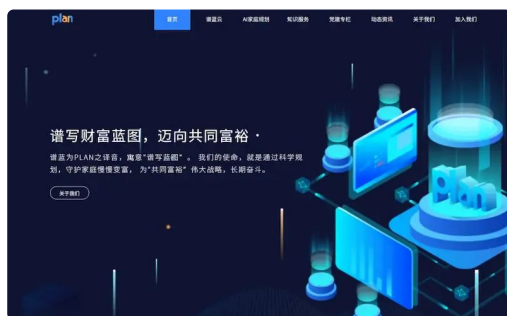 plan
首页 谱蓝云 AI家庭规划 知识服务 党建专栏 动态资讯 关于我们 加入我们
谱写财富蓝图，迈向共同富裕 ·
谱蓝为PLAN之译音，寓意"谱写蓝图" 。 我们的使命，就是通过科学规
划，守护家庭慢慢变富， 为"共同富裕" 伟大战略，长期奋斗。
关于我们
plan